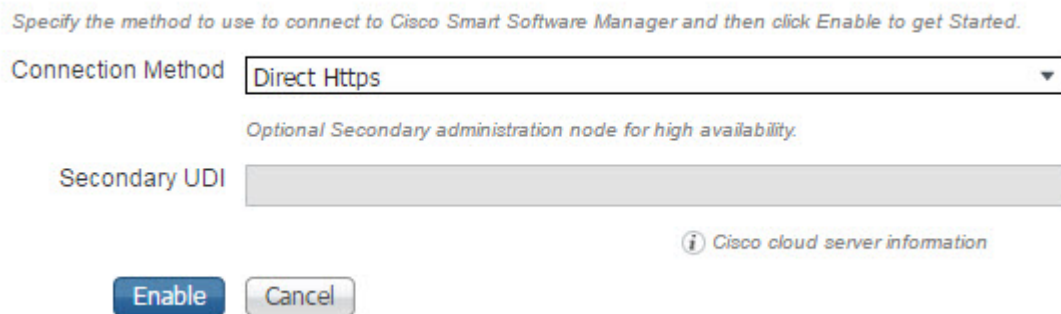 Specify the method to use to connect to Cisco Smart Software Manager and then click Enable to get Started.
Connection Method Direct Https
Optional Secondary administration node for high availability.
Secondary UDI
Cisco cloud server information
Enable Cancel